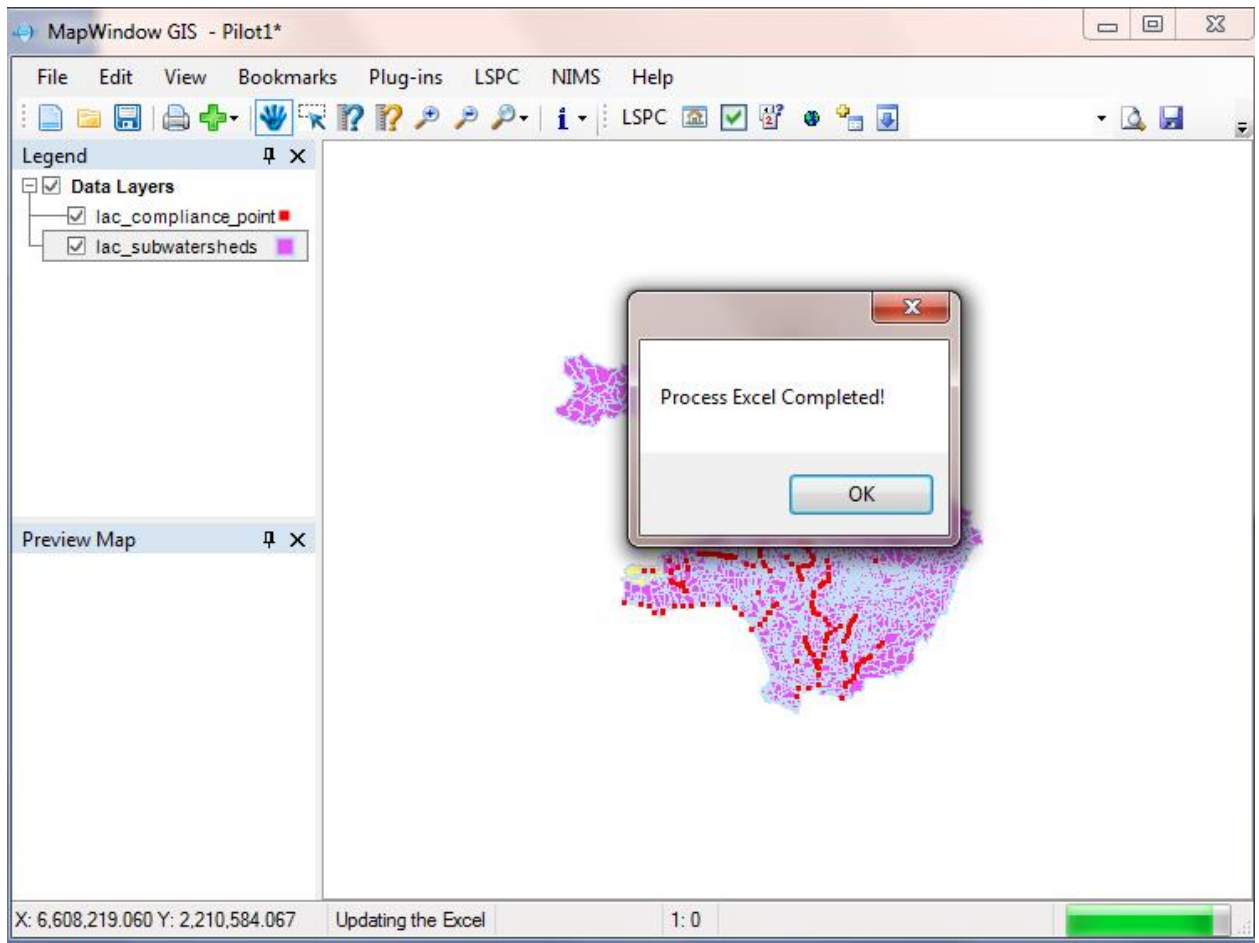 MapWindow GIS - Pilot1*
File Edit View Bookmarks Plug-ins LSPC NIMS Help
LSPC
Legend
Data Layers
lac_compliance_point
lac_subwatersheds
Process Excel Completed!
OK
Preview Map
X: 6,608,219.060 Y: 2,210,584.067 Updating the Excel 1: 0